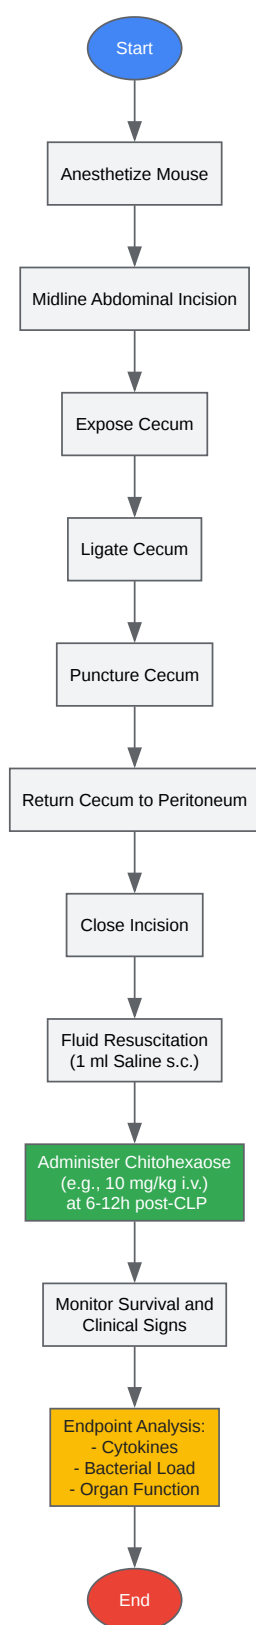 Start
Anesthetize Mouse
Midline Abdominal Incision
Expose Cecum
Ligate Cecum
Puncture Cecum
Return Cecum to Peritoneum
Close Incision
Fluid Resuscitation
(1 ml Saline s.c.)
Administer Chitohexaose
(e.g., 10 mg/kg i.v.)
at 6-12h post-CLP
Monitor Survival and
Clinical Signs
Endpoint Analysis:
- Cytokines
- Bacterial Load
- Organ Function
End